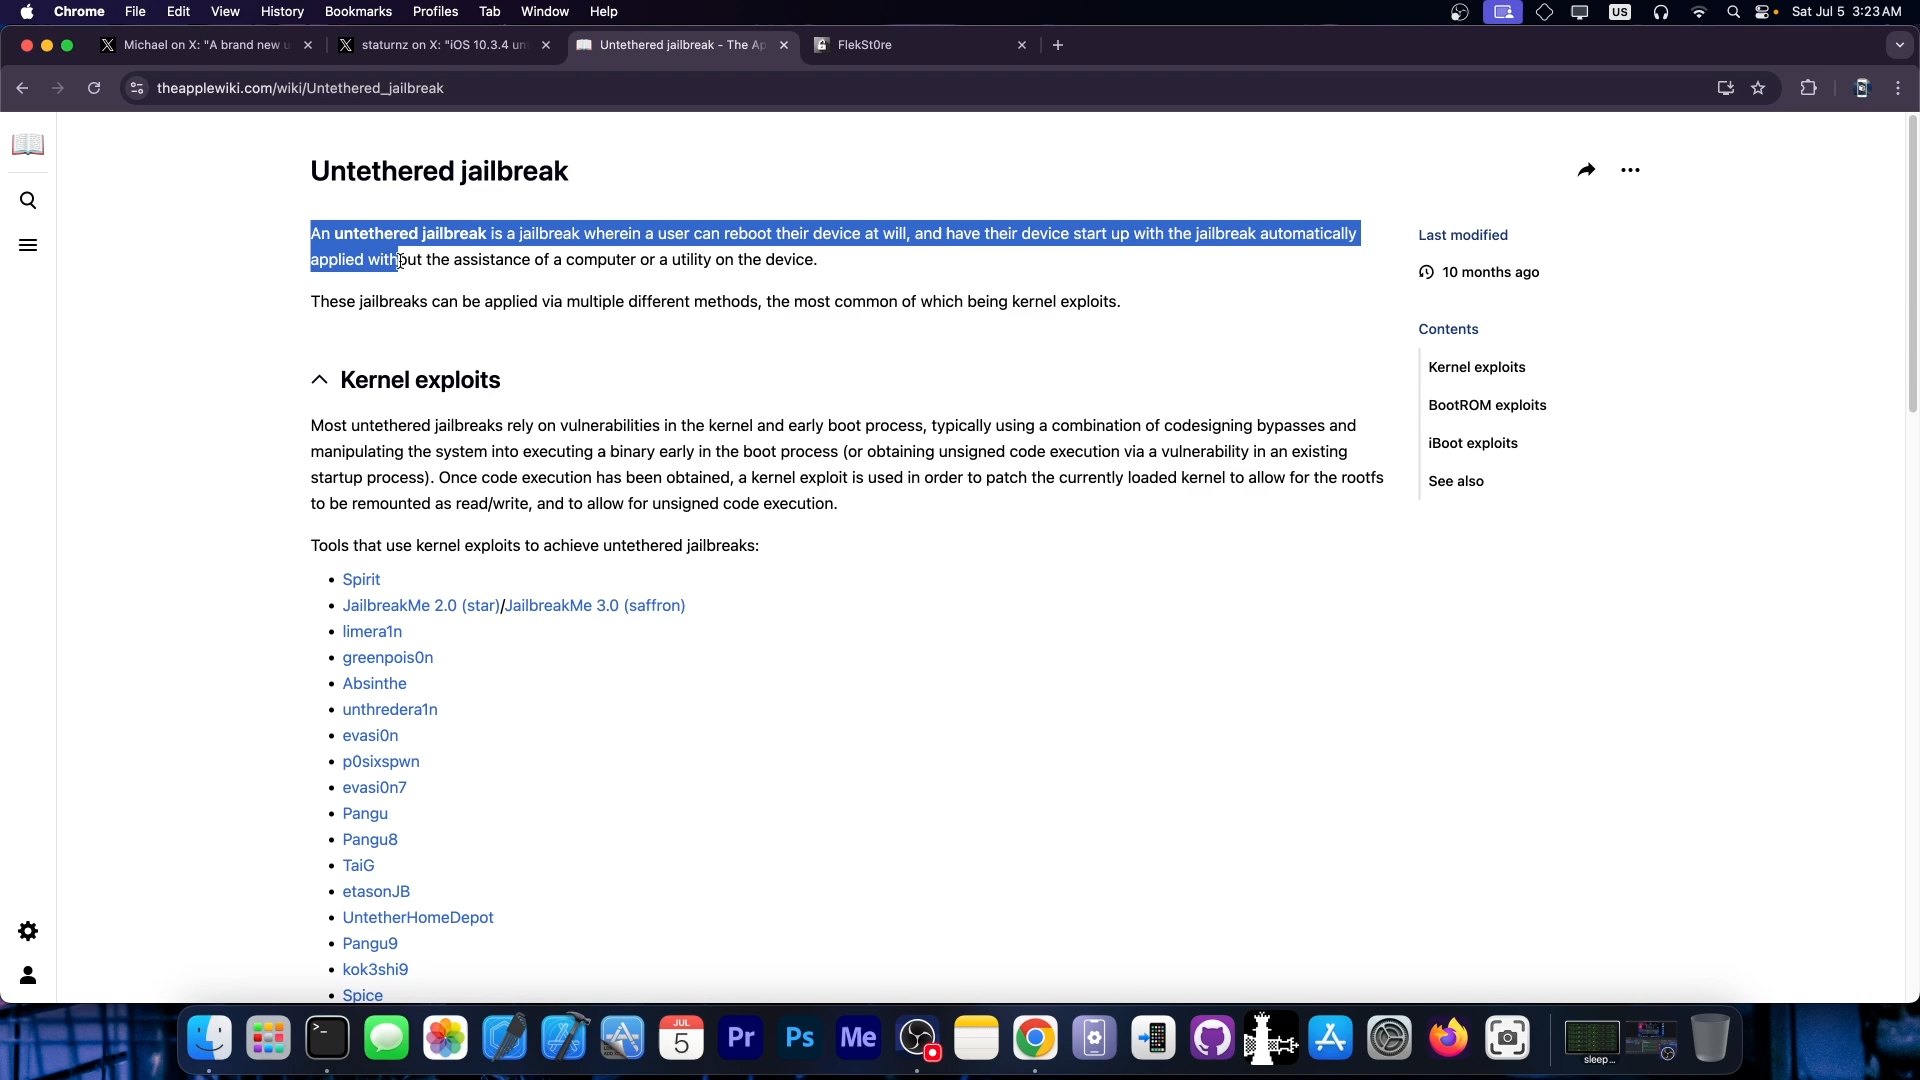 Chrome File Edit View History Bookmarks Profiles Tab Window Help US Sat Jul 5 3:23 AM
Michael on X: "A brand new u staturnz on X: "iOS 10.3.4 un Untethered jailbreak - The Ap FlekSt0re
theapplewiki.com/wiki/Untethered_jailbreak
Untethered jailbreak
An untethered jailbreak is a jailbreak wherein a user can reboot their device at will, and have their device start up with the jailbreak automatically
applied without the assistance of a computer or a utility on the device.
These jailbreaks can be applied via multiple different methods, the most common of which being kernel exploits.
Kernel exploits
Most untethered jailbreaks rely on vulnerabilities in the kernel and early boot process, typically using a combination of codesigning bypasses and
manipulating the system into executing a binary early in the boot process (or obtaining unsigned code execution via a vulnerability in an existing
startup process). Once code execution has been obtained, a kernel exploit is used in order to patch the currently loaded kernel to allow for the rootfs
to be remounted as read/write, and to allow for unsigned code execution.
Tools that use kernel exploits to achieve untethered jailbreaks:
• Spirit
• JailbreakMe 2.0 (star)/JailbreakMe 3.0 (saffron)
• limera1n
• greenpois0n
• Absinthe
• unthredera1n
• evasi0n
• p0sixspwn
• evasi0n7
• Pangu
• Pangu8
• TaiG
• etasonJB
• UntetherHomeDepot
• Pangu9
• kok3shi9
• Spice
Last modified
10 months ago
Contents
Kernel exploits
BootROM exploits
iBoot exploits
See also
JUL
5
Pr
Ps
Me
sleep...